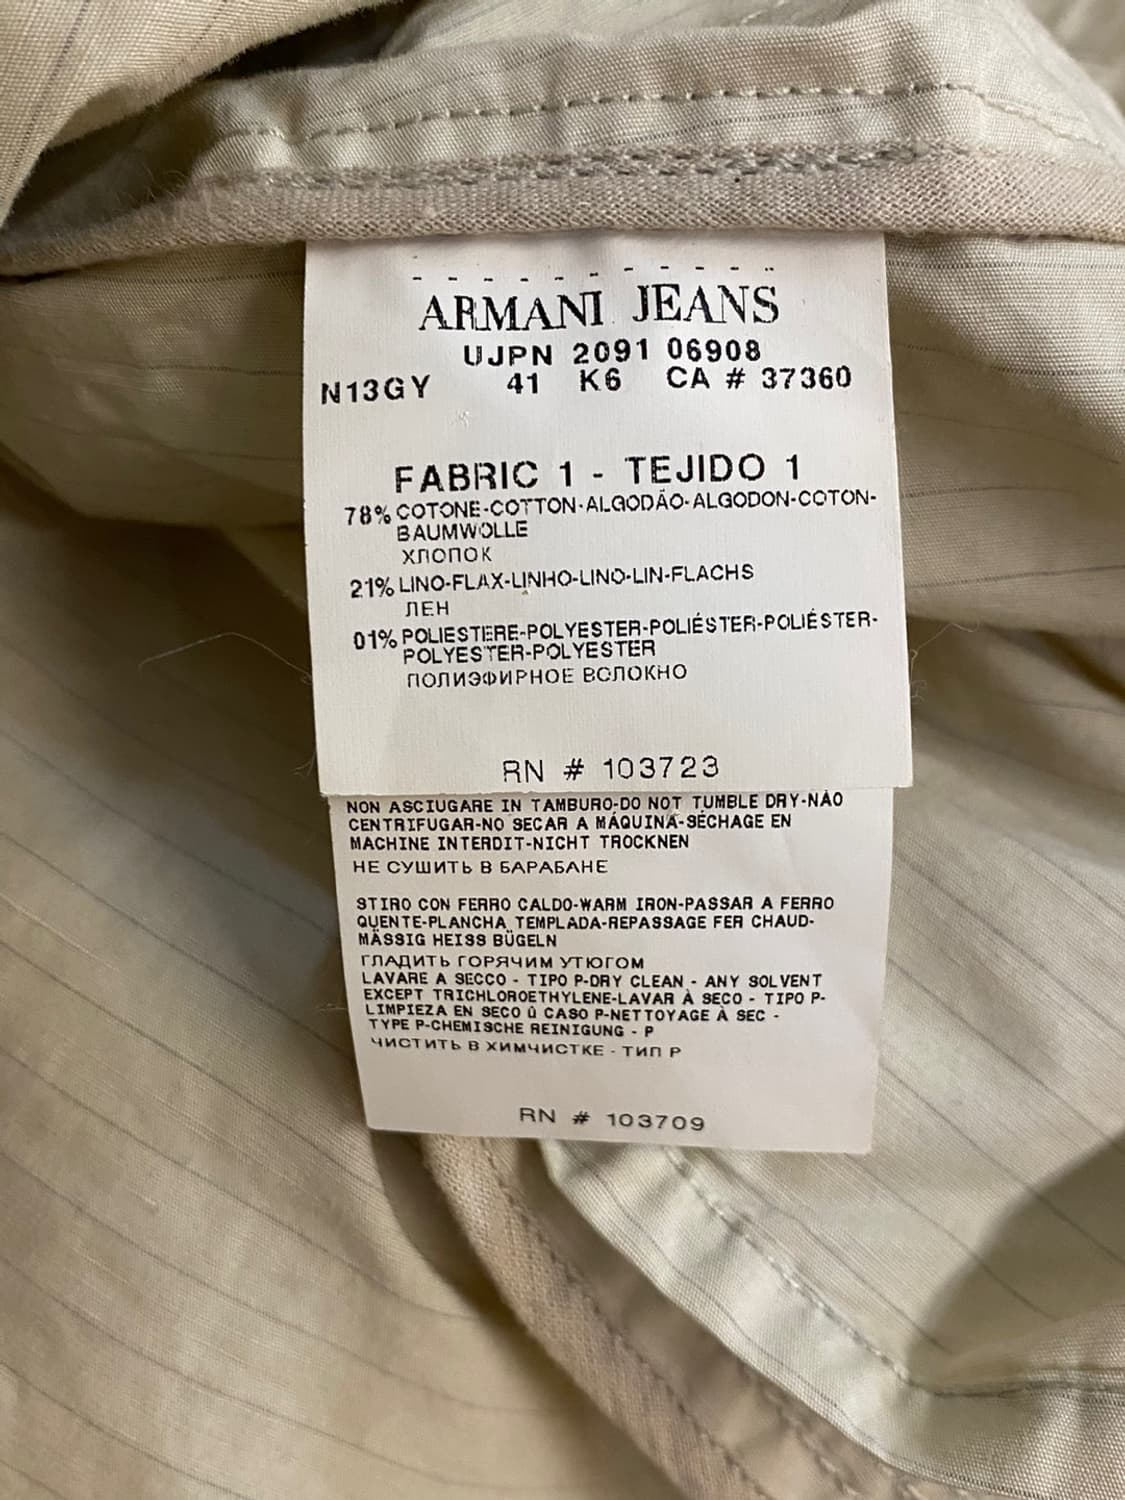 ARMANI JEANS
UJPN 2091 06908
N13GY 41 K6 CA # 37360
FABRIC 1 - TEJIDO 1
78% COTONE-COTTON-ALGODÃO-ALGODON-COTON-
BAUMWOLLE
ХЛОПОК
21% LINO-FLAX-LINHO-LINO-LIN-FLACHS
ЛЕН
01% POLIESTERE-POLYESTER-POLIÉSTER-POLIÉSTER-
POLYESTER-POLYESTER
ПОЛИЭФИРНОЕ ВОЛОКНО
RN # 103723
NON ASCIUGARE IN TAMBURO-DO NOT TUMBLE DRY-NÃO
CENTRIFUGAR-NO SECAR A MÁQUINA-SÉCHAGE EN
MACHINE INTERDIT-NICHT TROCKNEN
НЕ СУШИТЬ В БАРАБАНЕ
STIRO CON FERRO CALDO-WARM IRON-PASSAR A FERRO
QUENTE-PLANCHA TEMPLADA-REPASSAGE FER CHAUD-
MÄSSIG HEISS BÜGELN
ГЛАДИТЬ ГОРЯЧИМ УТЮГОМ
LAVARE A SECCO - TIPO P-DRY CLEAN - ANY SOLVENT
EXCEPT TRICHLOROETHYLENE-LAVAR À SECO - TIPO P-
LIMPIEZA EN SECO Û CASO P-NETTOYAGE À SEC -
TYPE P-CHEMISCHE REINIGUNG - P
ЧИСТИТЬ В ХИМЧИСТКЕ - ТИП P
RN # 103709